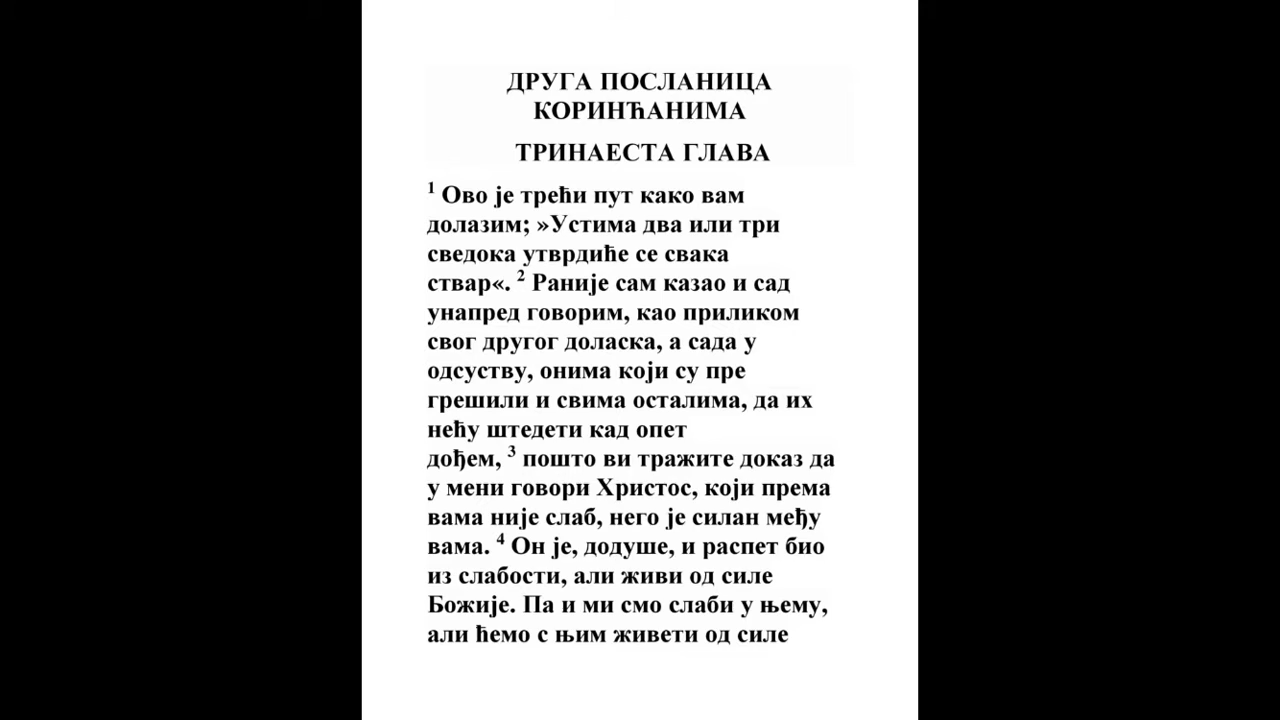 ДРУГА ПОСЛАНИЦА
КОРИНЋАНИМА
ТРИНАЕСТА ГЛАВА
1 Ово је трећи пут како вам
долазим; »Устима два или три
сведока утврдиће се свака
ствар«. 2 Раније сам казао и сад
унапред говорим, као приликом
свог другог доласка, а сада у
одсуству, онима који су пре
грешили и свима осталима, да их
нећу штедети кад опет
дођем, 3 пошто ви тражите доказ да
у мени говори Христос, који према
вама није слаб, него је силан међу
вама. 4 Он је, додуше, и распет био
из слабости, али живи од силе
Божије. Па и ми смо слаби у њему,
али ћемо с њим живети од силе